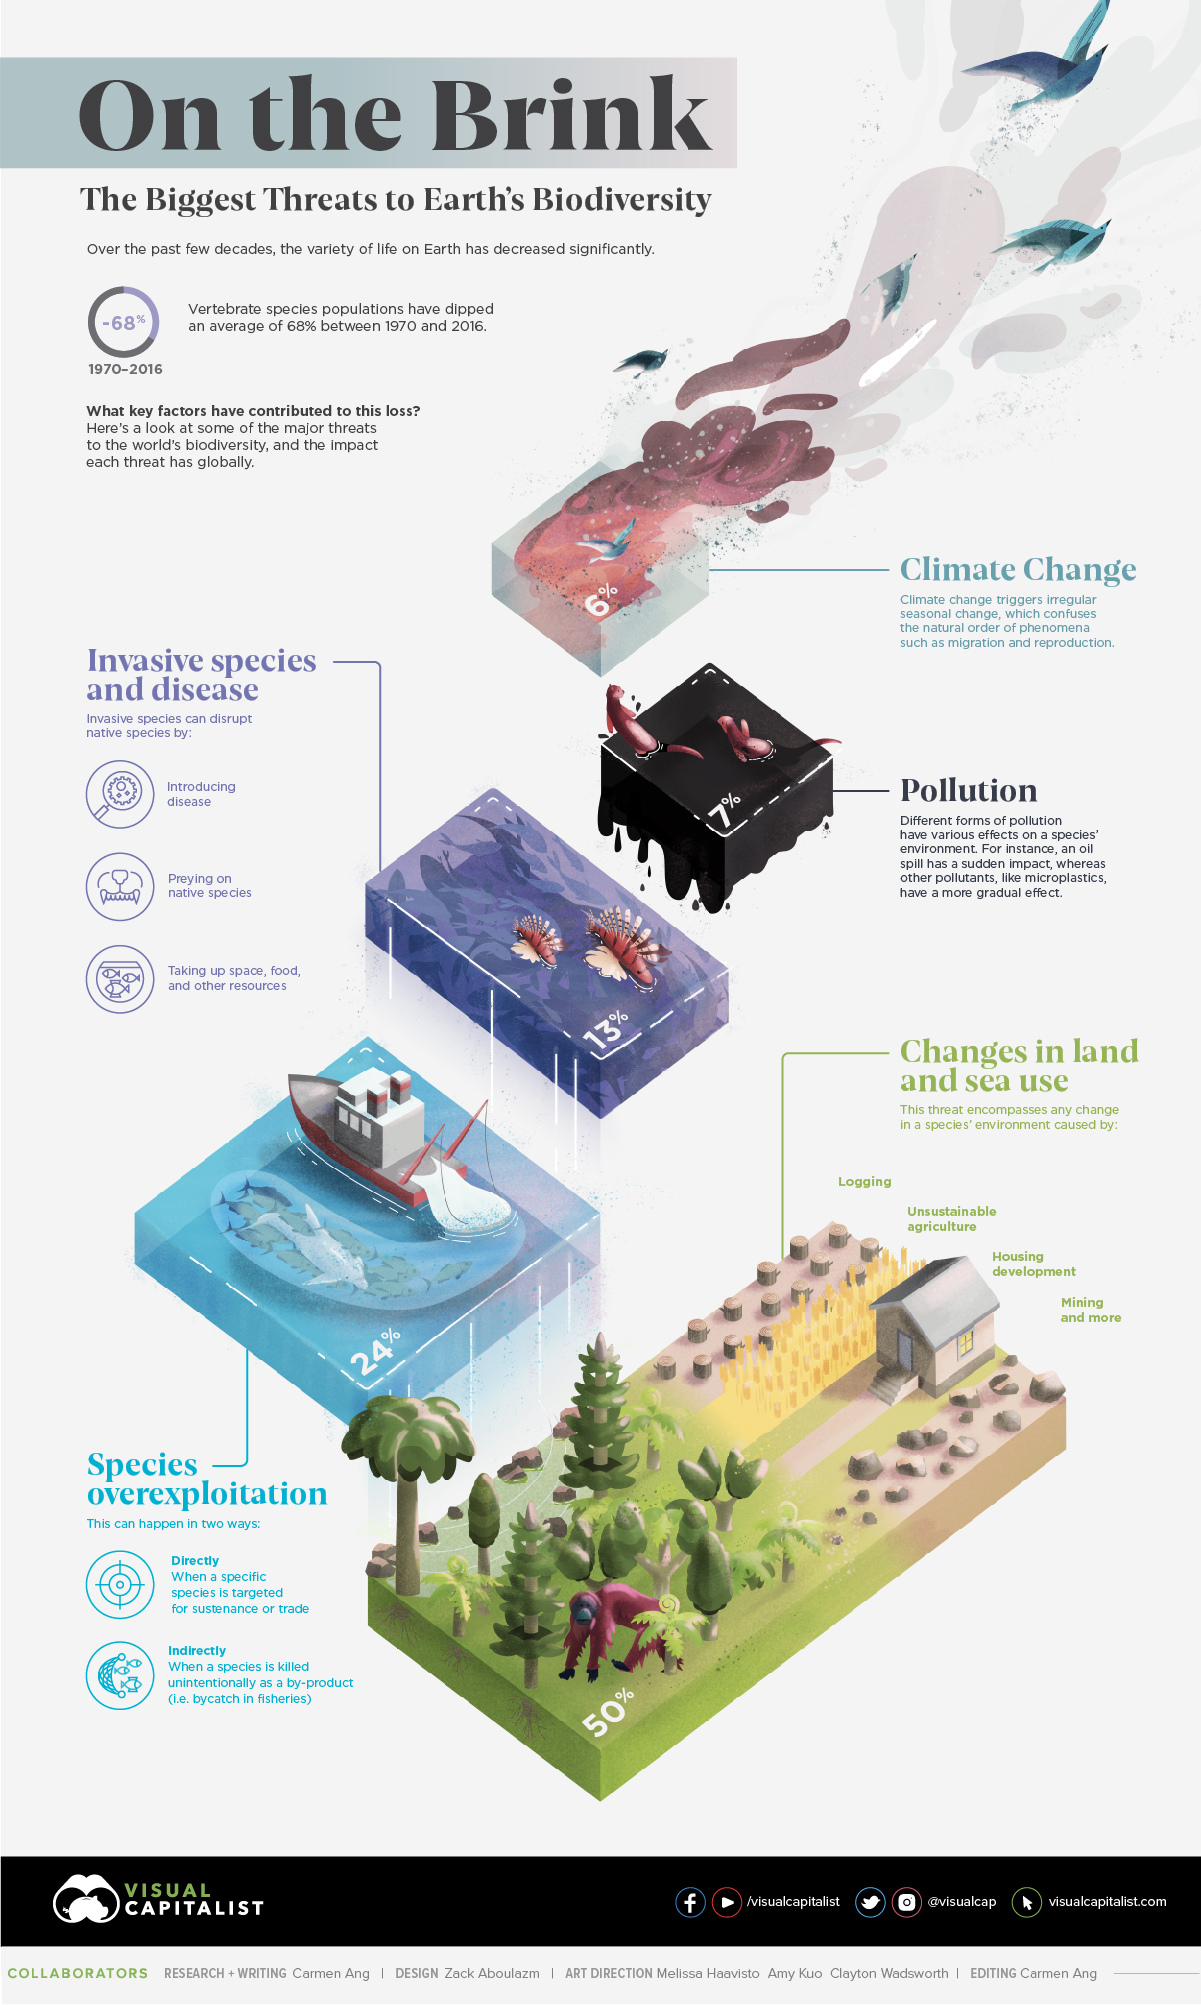 On the Brink
The Biggest Threats to Earth's Biodiversity
Over the past few decades, the variety of life on Earth has decreased significantly.
-68%
1970–2016
Vertebrate species populations have dipped
an average of 68% between 1970 and 2016.
What key factors have contributed to this loss?
Here's a look at some of the major threats
to the world's biodiversity, and the impact
each threat has globally.
6%
Climate Change
Climate change triggers irregular
seasonal change, which confuses
the natural order of phenomena
such as migration and reproduction.
Invasive species
and disease
Invasive species can disrupt
native species by:
Introducing
disease
Preying on
native species
Taking up space, food,
and other resources
7%
Pollution
Different forms of pollution
have various effects on a species'
environment. For instance, an oil
spill has a sudden impact, whereas
other pollutants, like microplastics,
have a more gradual effect.
13%
Changes in land
and sea use
This threat encompasses any change
in a species' environment caused by:
Logging
Unsustainable
agriculture
Housing
development
Mining
and more
24%
Species
overexploitation
This can happen in two ways:
Directly
When a specific
species is targeted
for sustenance or trade
Indirectly
When a species is killed
unintentionally as a by-product
(i.e. bycatch in fisheries)
50%
VISUAL
CAPITALIST
/visualcapitalist @visualcap visualcapitalist.com
COLLABORATORS RESEARCH + WRITING Carmen Ang | DESIGN Zack Aboulazm | ART DIRECTION Melissa Haavisto Amy Kuo Clayton Wadsworth | EDITING Carmen Ang